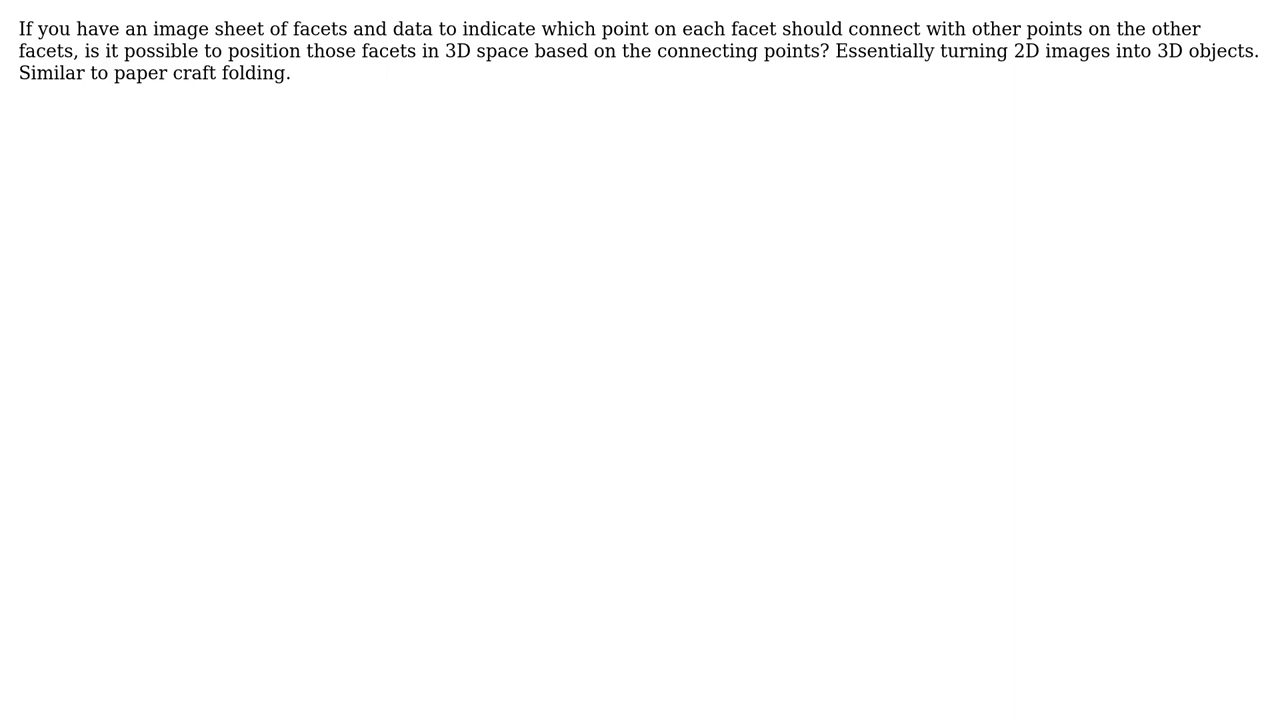 If you have an image sheet of facets and data to indicate which point on each facet should connect with other points on the other
facets, is it possible to position those facets in 3D space based on the connecting points? Essentially turning 2D images into 3D objects.
Similar to paper craft folding.